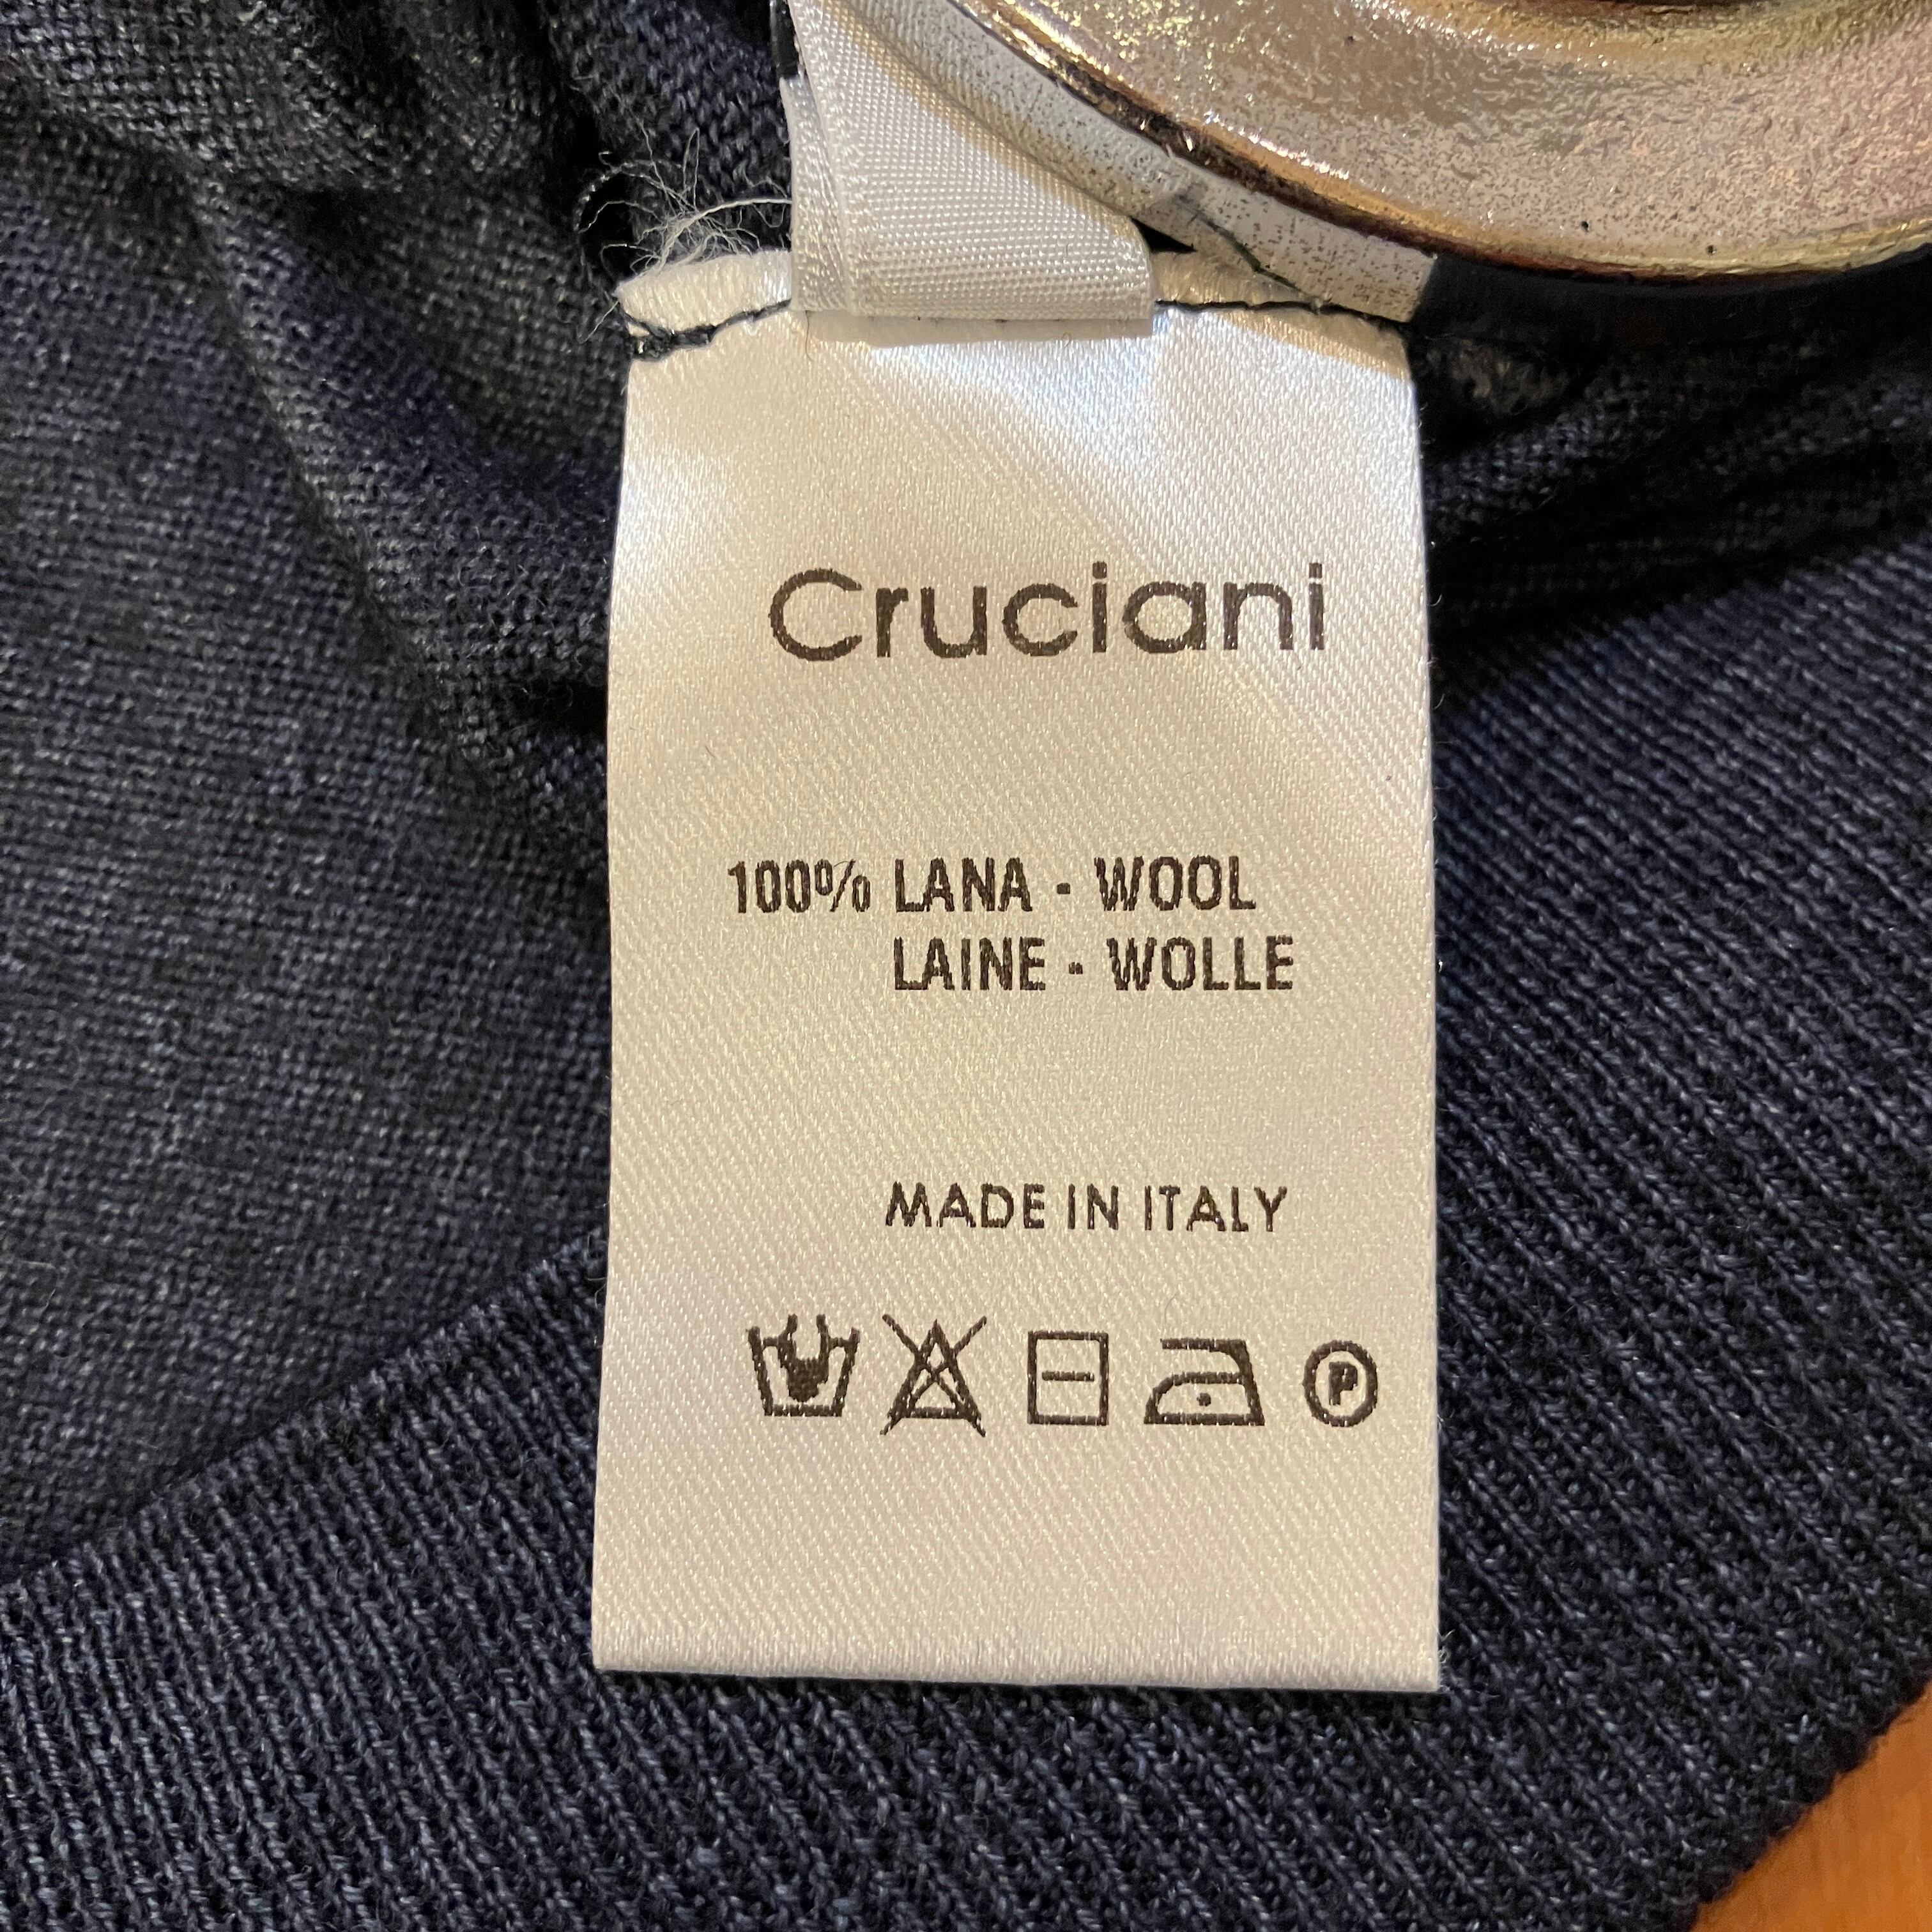 Cruciani
100% LANA - WOOL
LAINE - WOLLE
MADE IN ITALY
P